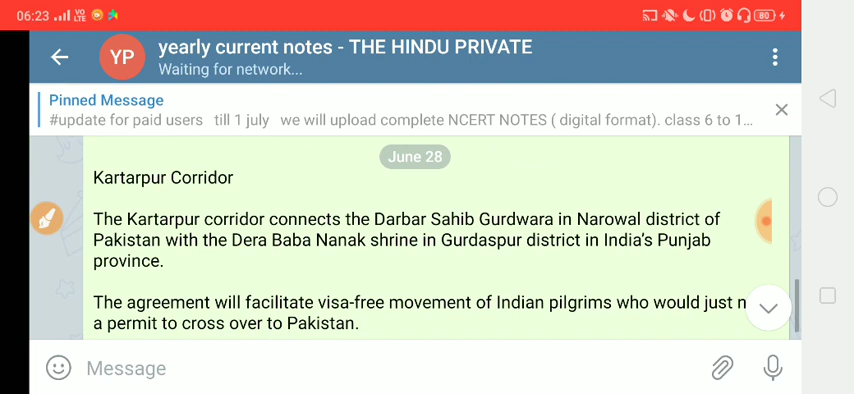 06:23 VO LTE 80
YP yearly current notes - THE HINDU PRIVATE
Waiting for network...
Pinned Message
#update for paid users till 1 july we will upload complete NCERT NOTES ( digital format). class 6 to 1...
June 28
Kartarpur Corridor
The Kartarpur corridor connects the Darbar Sahib Gurdwara in Narowal district of
Pakistan with the Dera Baba Nanak shrine in Gurdaspur district in India's Punjab
province.
The agreement will facilitate visa-free movement of Indian pilgrims who would just
a permit to cross over to Pakistan.
Message